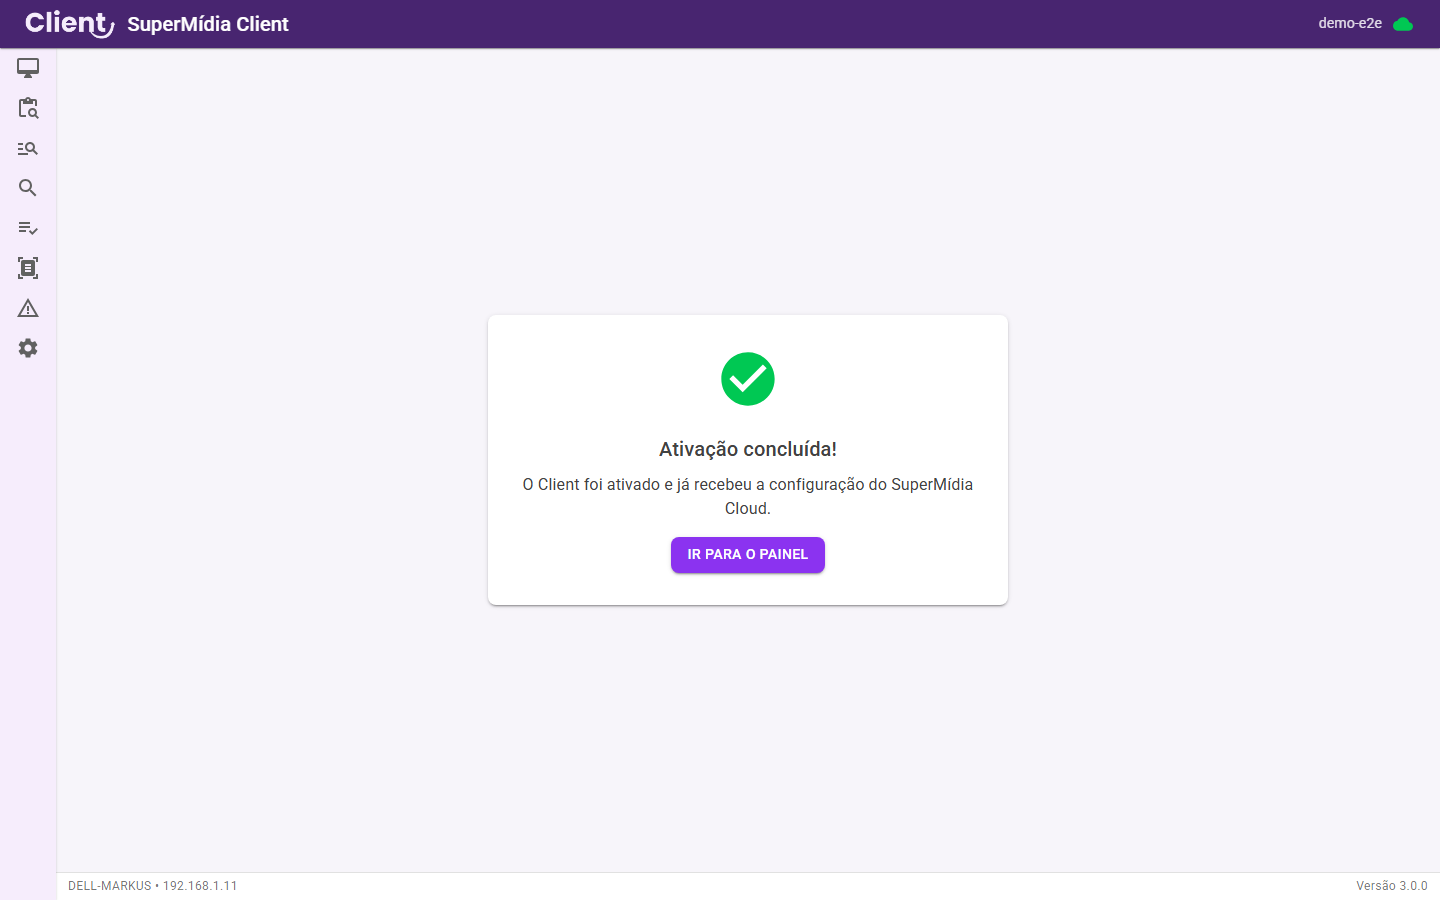 Client SuperMídia Client
demo-e2e
Ativação concluída!
O Client foi ativado e já recebeu a configuração do SuperMídia
Cloud.
IR PARA O PAINEL
DELL-MARKUS • 192.168.1.11
Versão 3.0.0